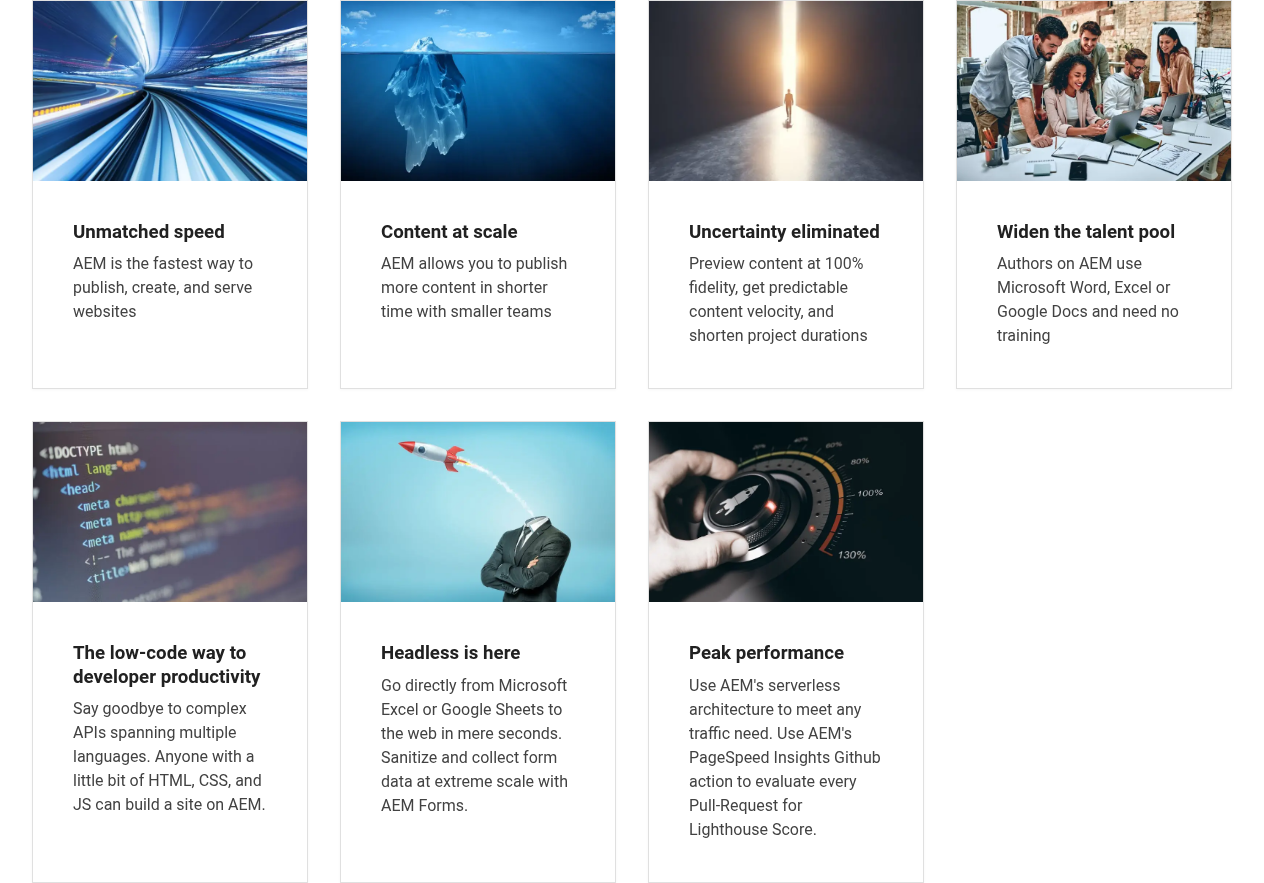 Unmatched speed
AEM is the fastest way to
publish, create, and serve
websites
Content at scale
AEM allows you to publish
more content in shorter
time with smaller teams
Uncertainty eliminated
Preview content at 100%
fidelity, get predictable
content velocity, and
shorten project durations
Widen the talent pool
Authors on AEM use
Microsoft Word, Excel or
Google Docs and need no
training
<!DOCTYPE html>
<html lang="en">
<head>
<meta
<meta
<meta
<!-- The
<title>Web Design
The low-code way to
developer productivity
Say goodbye to complex
APIs spanning multiple
languages. Anyone with a
little bit of HTML, CSS, and
JS can build a site on AEM.
Headless is here
Go directly from Microsoft
Excel or Google Sheets to
the web in mere seconds.
Sanitize and collect form
data at extreme scale with
AEM Forms.
80%
100%
130%
Peak performance
Use AEM's serverless
architecture to meet any
traffic need. Use AEM's
PageSpeed Insights Github
action to evaluate every
Pull-Request for
Lighthouse Score.